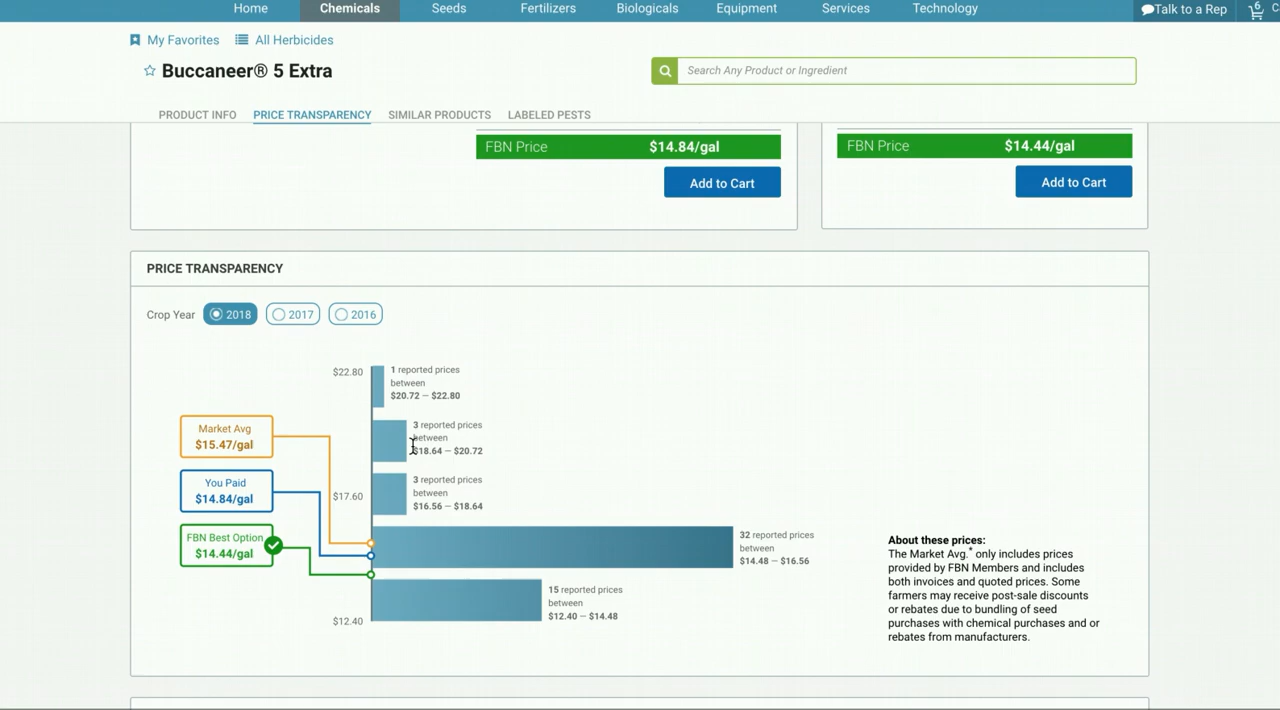 Home Chemicals Seeds Fertilizers Biologicals Equipment Services Technology Talk to a Rep 6
My Favorites All Herbicides
Buccaneer® 5 Extra
Search Any Product or Ingredient
PRODUCT INFO PRICE TRANSPARENCY SIMILAR PRODUCTS LABELED PESTS
FBN Price $14.84/gal
Add to Cart
FBN Price $14.44/gal
Add to Cart
PRICE TRANSPARENCY
Crop Year 2018 2017 2016
Market Avg
$15.47/gal
You Paid
$14.84/gal
FBN Best Option
$14.44/gal
$22.80
$17.60
$12.40
1 reported prices
between
$20.72 — $22.80
3 reported prices
between
$18.64 — $20.72
3 reported prices
between
$16.56 — $18.64
32 reported prices
between
$14.48 — $16.56
15 reported prices
between
$12.40 — $14.48
About these prices:
The Market Avg.* only includes prices
provided by FBN Members and includes
both invoices and quoted prices. Some
farmers may receive post-sale discounts
or rebates due to bundling of seed
purchases with chemical purchases and or
rebates from manufacturers.